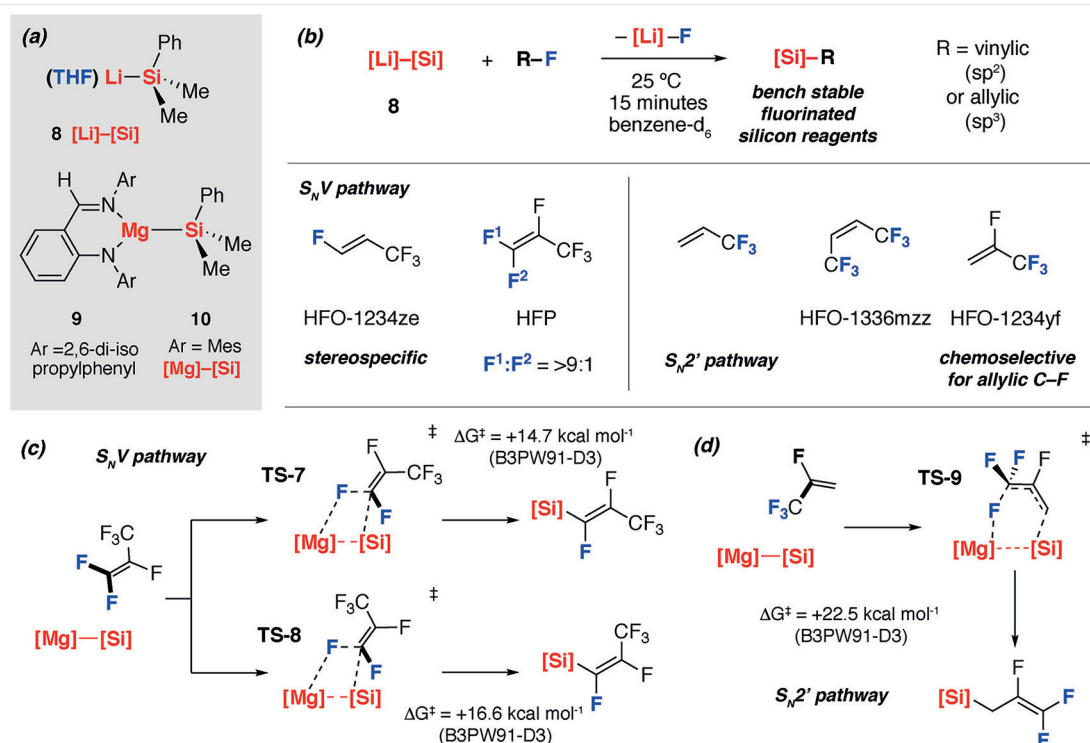 (a)
Ph
(THF) Li Si
Me
Me
8 [Li]–[Si]
H
Ar
N
Mg
Si
Ph
Me
Me
N
Ar
9
10
Ar =2,6-di-iso
propylphenyl
Ar = Mes
[Mg]–[Si]
(b)
[Li]–[Si] + R–F
8
– [Li]–F
25 ºC
15 minutes
benzene-d6
[Si]–R
bench stable
fluorinated
silicon reagents
R = vinylic
(sp²)
or allylic
(sp³)
SNV pathway
F
CF3
HFO-1234ze
stereospecific
F
F¹
CF3
F²
HFP
F¹:F² = >9:1
CF3
CF3
CF3
HFO-1336mzz
SN2' pathway
F
CF3
HFO-1234yf
chemoselective
for allylic C–F
(c)
SNV pathway
F3C
F
F
F
[Mg]—[Si]
TS-7
‡
F
CF3
F
F
[Mg]--[Si]
ΔG‡ = +14.7 kcal mol-1
(B3PW91-D3)
[Si]
F
CF3
F
TS-8
‡
F3C
F
F
F
[Mg]--[Si]
ΔG‡ = +16.6 kcal mol-1
(B3PW91-D3)
[Si]
CF3
F
F
(d)
F
F3C
[Mg]—[Si]
TS-9
‡
F
F
F
F
[Mg]----[Si]
ΔG‡ = +22.5 kcal mol-1
(B3PW91-D3)
SN2' pathway
[Si]
F
F
F